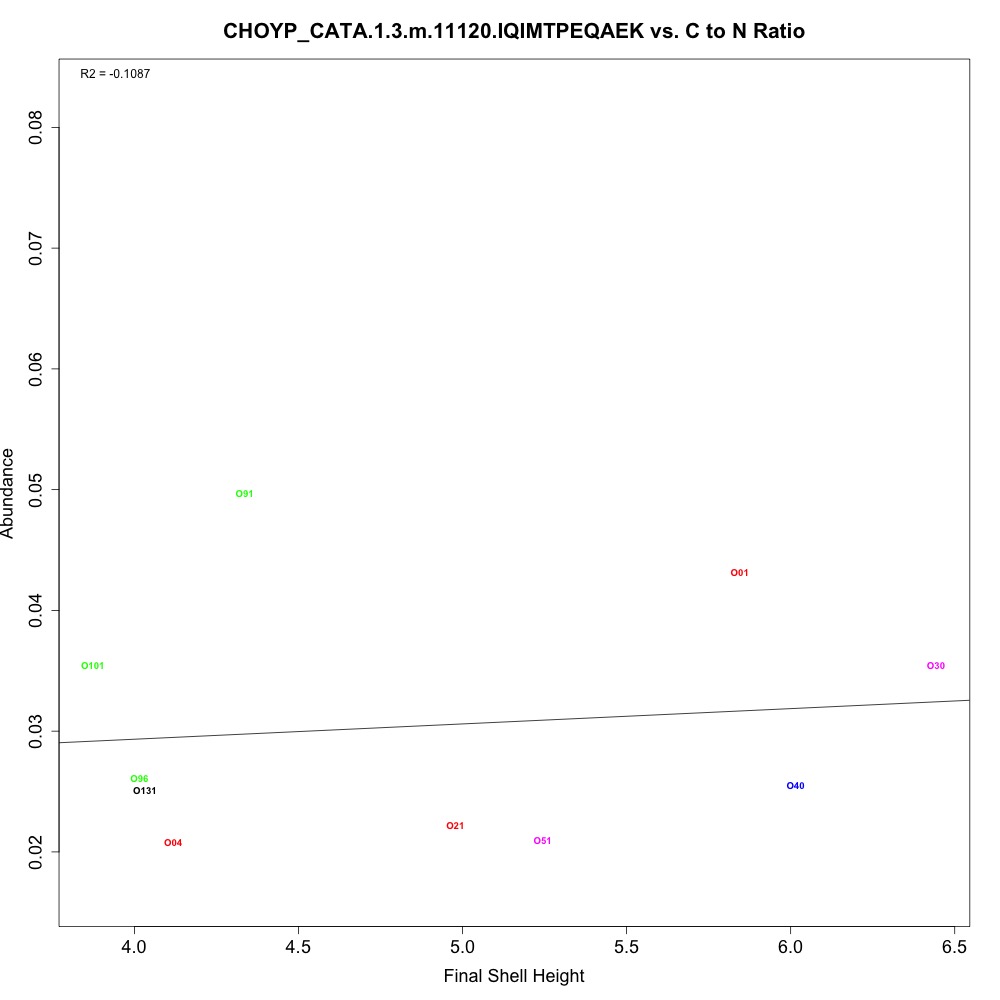 CHOYP_CATA.1.3.m.11120.IQIMTPEQAEK vs. C to N Ratio
R2 = -0.1087
0.08
0.07
0.06
0.05
0.04
0.03
0.02
Abundance
O91
O01
O101
O30
O96
O131
O40
O21
O51
O04
4.0 4.5 5.0 5.5 6.0 6.5
Final Shell Height